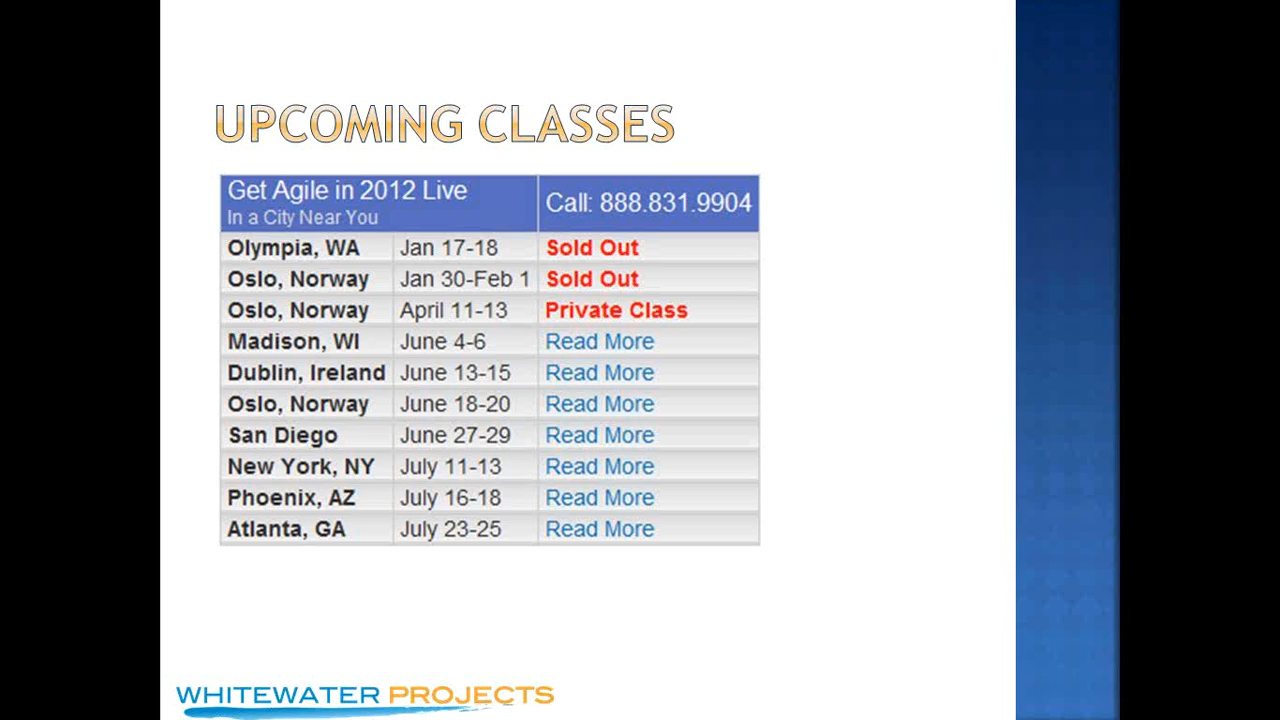 UPCOMING CLASSES
Get Agile in 2012 Live
In a City Near You
Call: 888.831.9904
Olympia, WA Jan 17-18 Sold Out
Oslo, Norway Jan 30-Feb 1 Sold Out
Oslo, Norway April 11-13 Private Class
Madison, WI June 4-6 Read More
Dublin, Ireland June 13-15 Read More
Oslo, Norway June 18-20 Read More
San Diego June 27-29 Read More
New York, NY July 11-13 Read More
Phoenix, AZ July 16-18 Read More
Atlanta, GA July 23-25 Read More
WHITEWATER PROJECTS